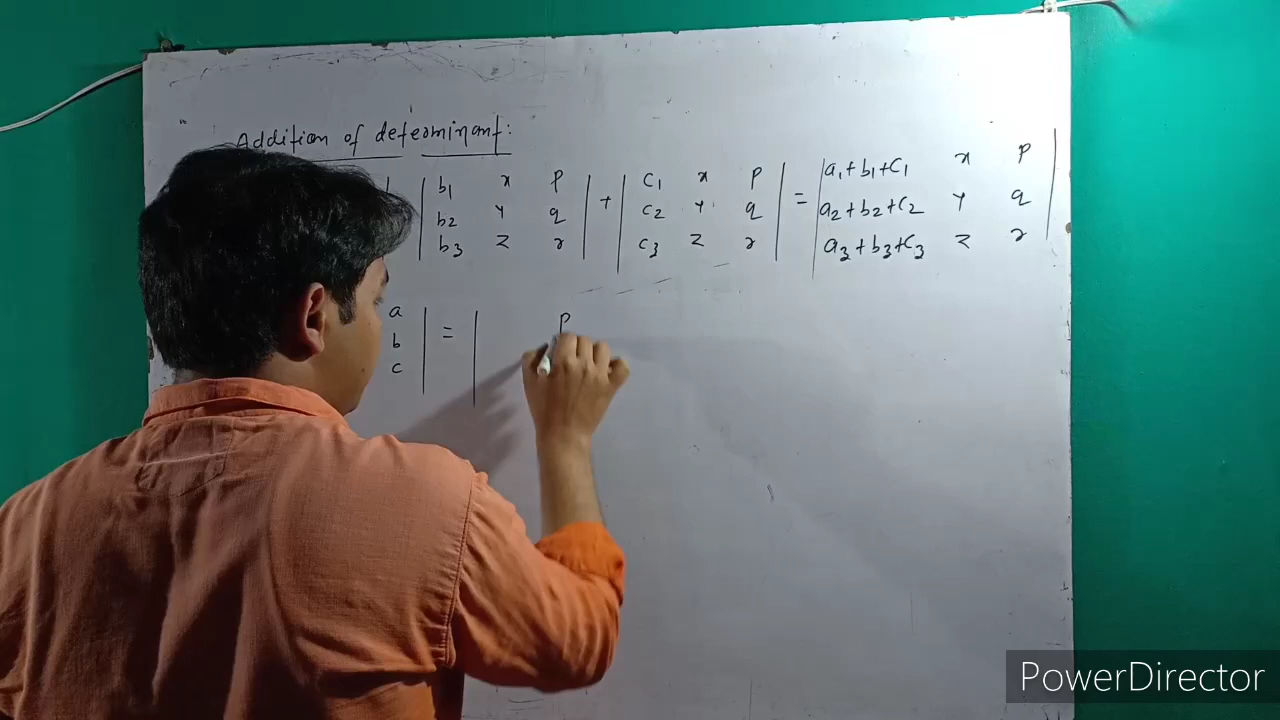 Addition of determinant:
| b1 x p | + | c1 x p | = | a1+b1+c1 x p |
| b2 y q | | c2 y q | | a2+b2+c2 y q |
| b3 z r | | c3 z r | | a3+b3+c3 z r |
a | = | p
b
c
PowerDirector